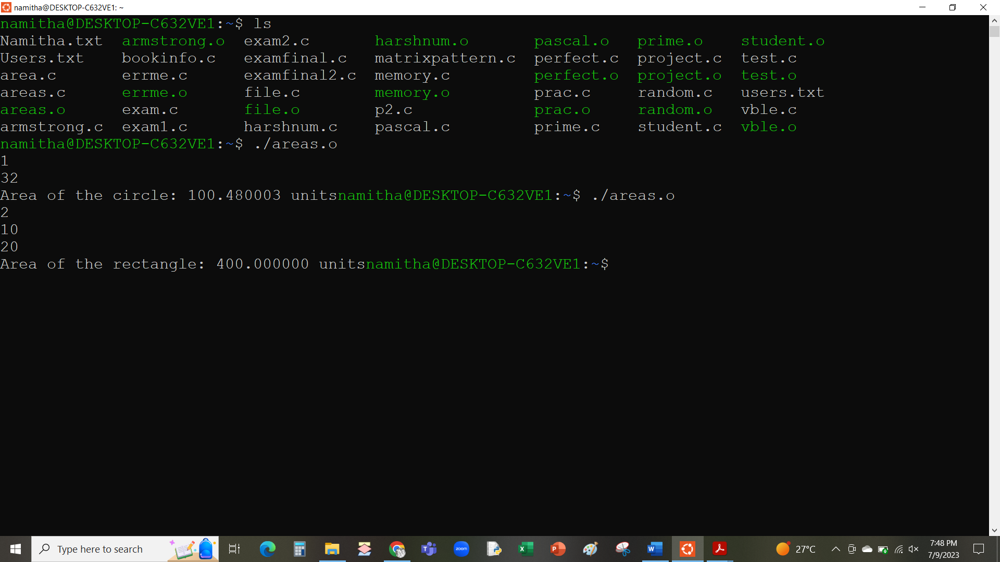 namitha@DESKTOP-C632VE1: ~
namitha@DESKTOP-C632VE1:~$ ls
Namitha.txt armstrong.o exam2.c harshnum.o pascal.o prime.o student.o
Users.txt bookinfo.c examfinal.c matrixpattern.c perfect.c project.c test.c
area.c errme.c examfinal2.c memory.c perfect.o project.o test.o
areas.c errme.o file.c memory.o prac.c random.c users.txt
areas.o exam.c file.o p2.c prac.o random.o vble.c
armstrong.c exam1.c harshnum.c pascal.c prime.c student.c vble.o
namitha@DESKTOP-C632VE1:~$ ./areas.o
1
32
Area of the circle: 100.480003 unitsnamitha@DESKTOP-C632VE1:~$ ./areas.o
2
10
20
Area of the rectangle: 400.000000 unitsnamitha@DESKTOP-C632VE1:~$
Type here to search
zoom
27°C
7:48 PM
7/9/2023